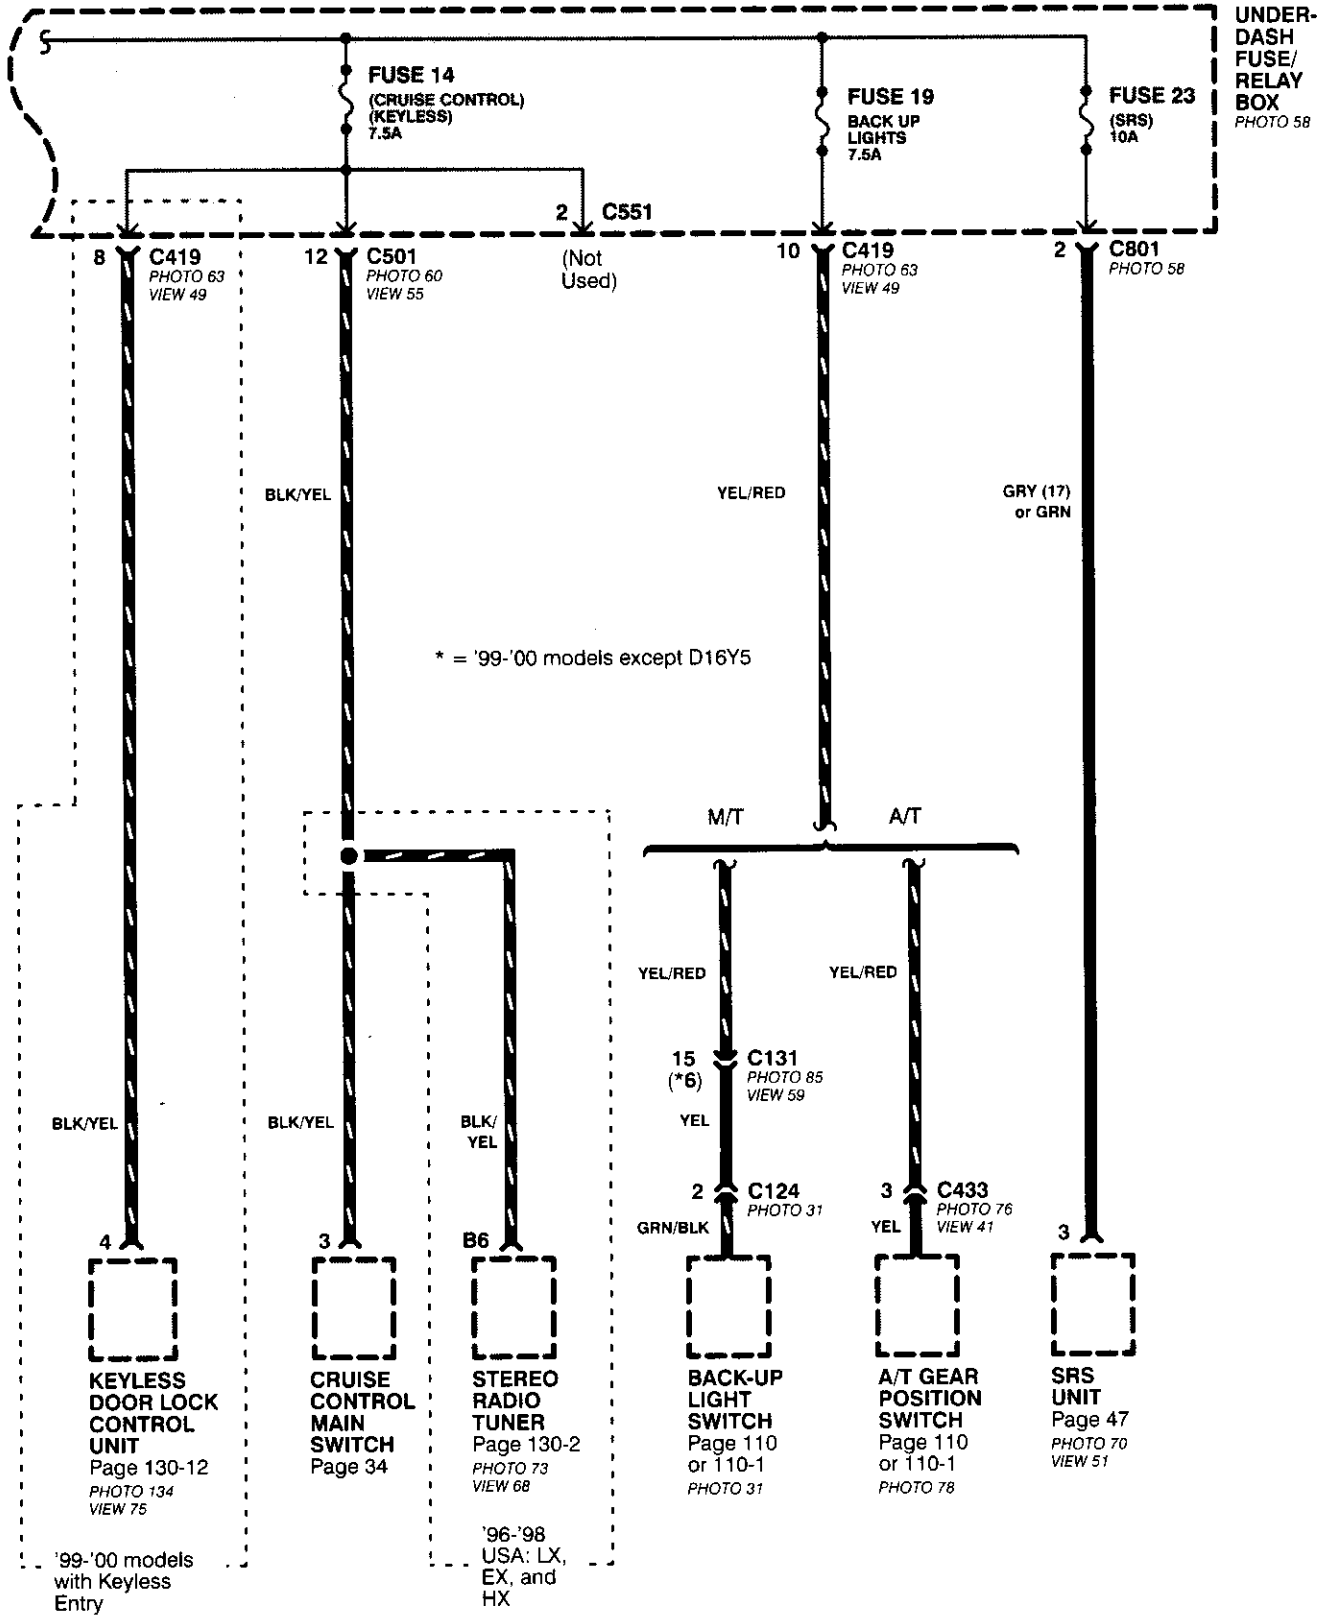 UNDER-
DASH
FUSE/
RELAY
BOX
PHOTO 58
FUSE 14
(CRUISE CONTROL)
(KEYLESS)
7.5A
FUSE 19
BACK UP
LIGHTS
7.5A
FUSE 23
(SRS)
10A
8 C419
PHOTO 63
VIEW 49
12 C501
PHOTO 60
VIEW 55
2 C551
(Not
Used)
10 C419
PHOTO 63
VIEW 49
2 C801
PHOTO 58
BLK/YEL
YEL/RED
GRY (17)
or GRN
* = '99-'00 models except D16Y5
M/T
A/T
YEL/RED
YEL/RED
15 C131
(*6)
PHOTO 85
VIEW 59
BLK/YEL
BLK/YEL
BLK/
YEL
YEL
2 C124
PHOTO 31
3 C433
PHOTO 76
VIEW 41
GRN/BLK
YEL
4
3
B6
3
KEYLESS
DOOR LOCK
CONTROL
UNIT
Page 130-12
PHOTO 134
VIEW 75
CRUISE
CONTROL
MAIN
SWITCH
Page 34
STEREO
RADIO
TUNER
Page 130-2
PHOTO 73
VIEW 68
BACK-UP
LIGHT
SWITCH
Page 110
or 110-1
PHOTO 31
A/T GEAR
POSITION
SWITCH
Page 110
or 110-1
PHOTO 78
SRS
UNIT
Page 47
PHOTO 70
VIEW 51
'99-'00 models
with Keyless
Entry
'96-'98
USA: LX,
EX, and
HX